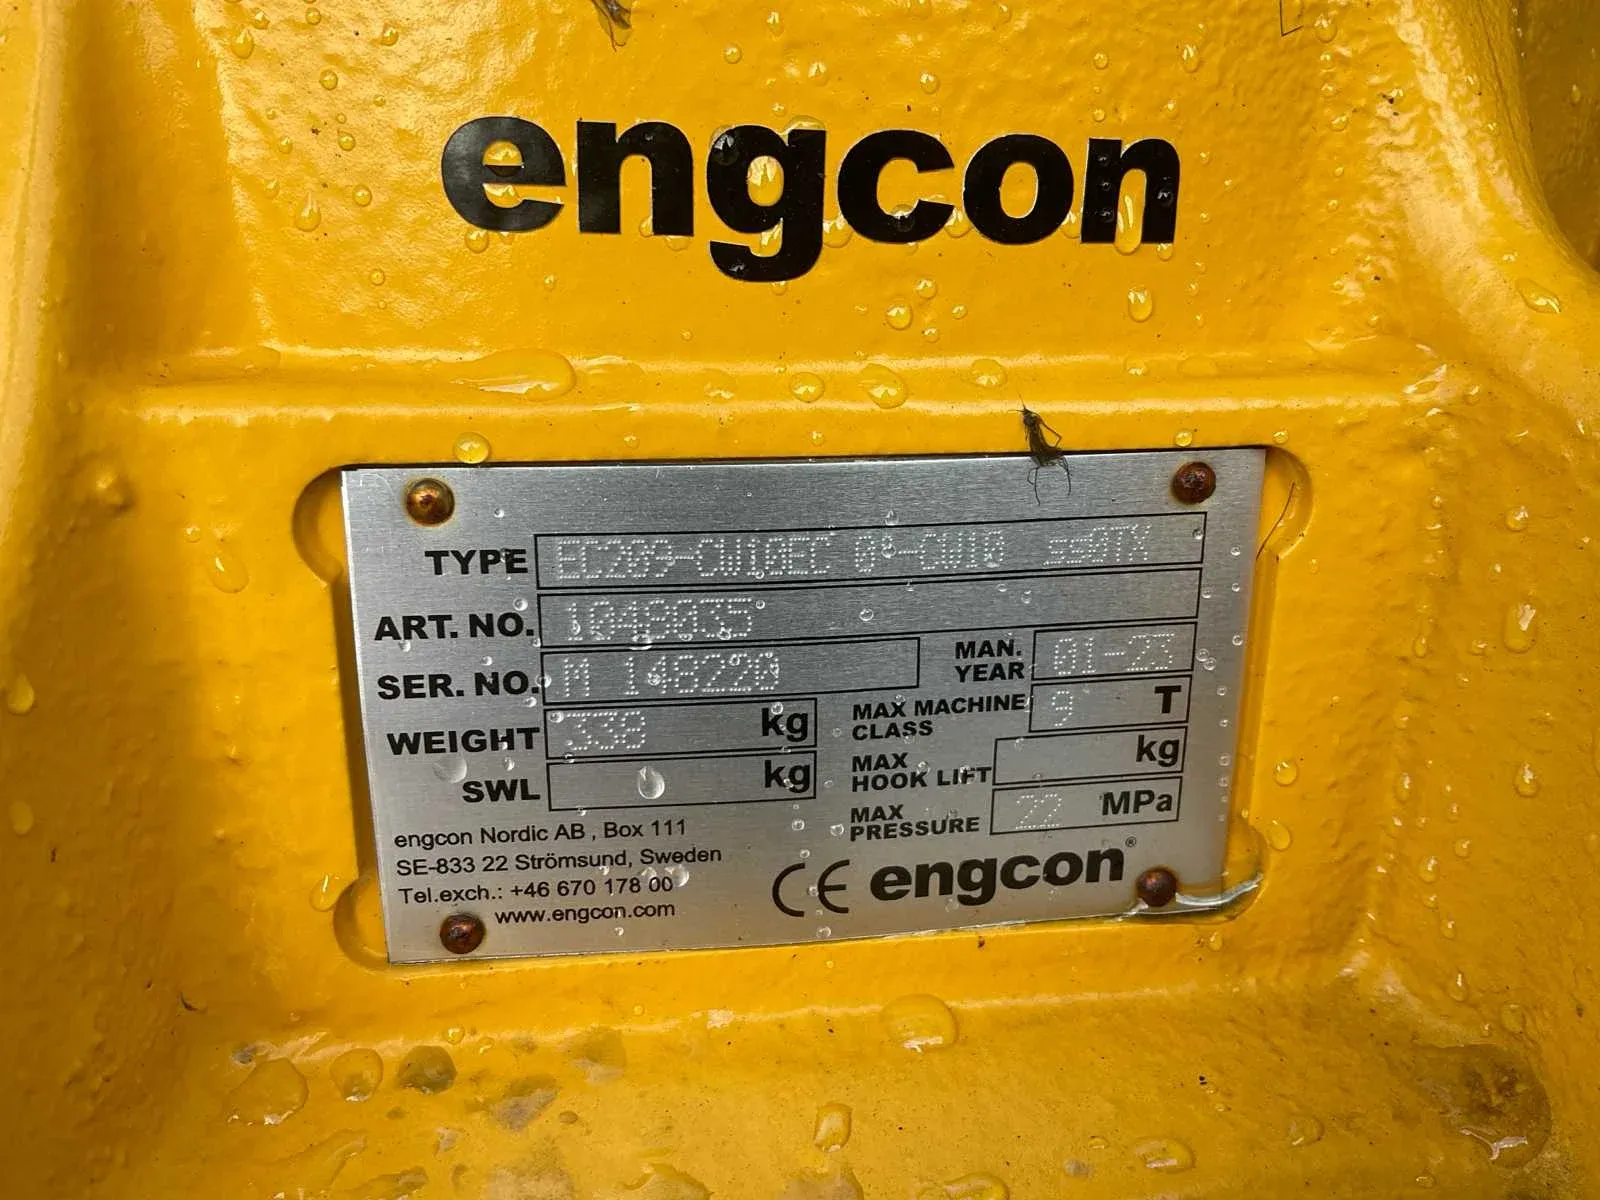 engcon
TYPE EC209-CW10EC 08-CW10 ss0TX
ART. NO. 1049035
SER. NO. M 148220
MAN. YEAR 01-23
WEIGHT 338 kg
MAX MACHINE CLASS 9 T
SWL kg
MAX HOOK LIFT kg
MAX PRESSURE 22 MPa
engcon Nordic AB , Box 111
SE-833 22 Strömsund, Sweden
Tel.exch.: +46 670 178 00
www.engcon.com
CE engcon®